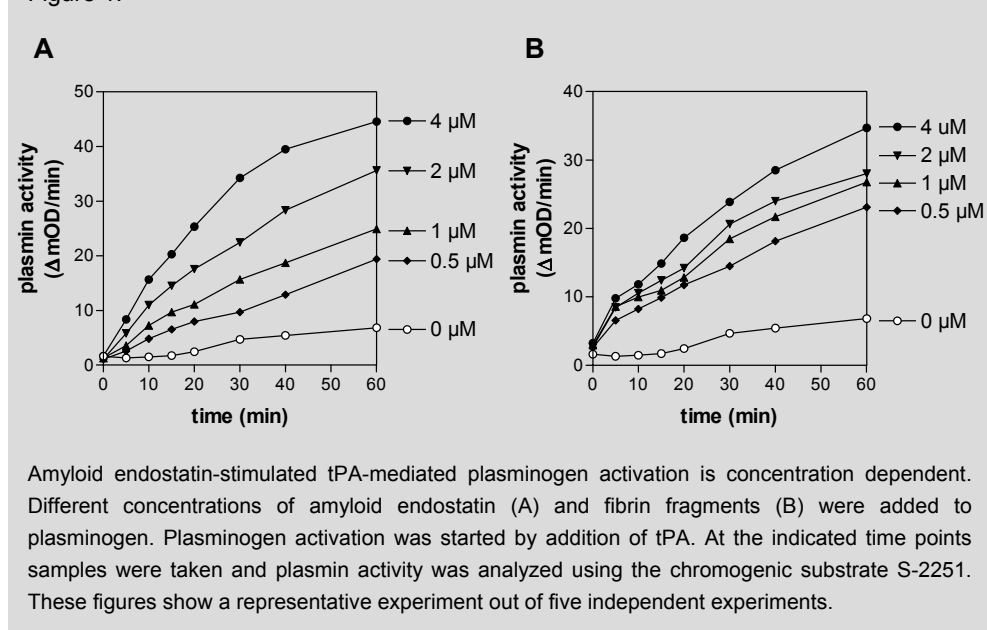 A
B
50
40
30
20
10
0
0 10 20 30 40 50 60
plasmin activity
(Δ mOD/min)
time (min)
4 µM
2 µM
1 µM
0.5 µM
0 µM
40
30
20
10
0
0 10 20 30 40 50 60
plasmin activity
(Δ mOD/min)
time (min)
4 uM
2 µM
1 µM
0.5 µM
0 µM
Amyloid endostatin-stimulated tPA-mediated plasminogen activation is concentration dependent.
Different concentrations of amyloid endostatin (A) and fibrin fragments (B) were added to
plasminogen. Plasminogen activation was started by addition of tPA. At the indicated time points
samples were taken and plasmin activity was analyzed using the chromogenic substrate S-2251.
These figures show a representative experiment out of five independent experiments.